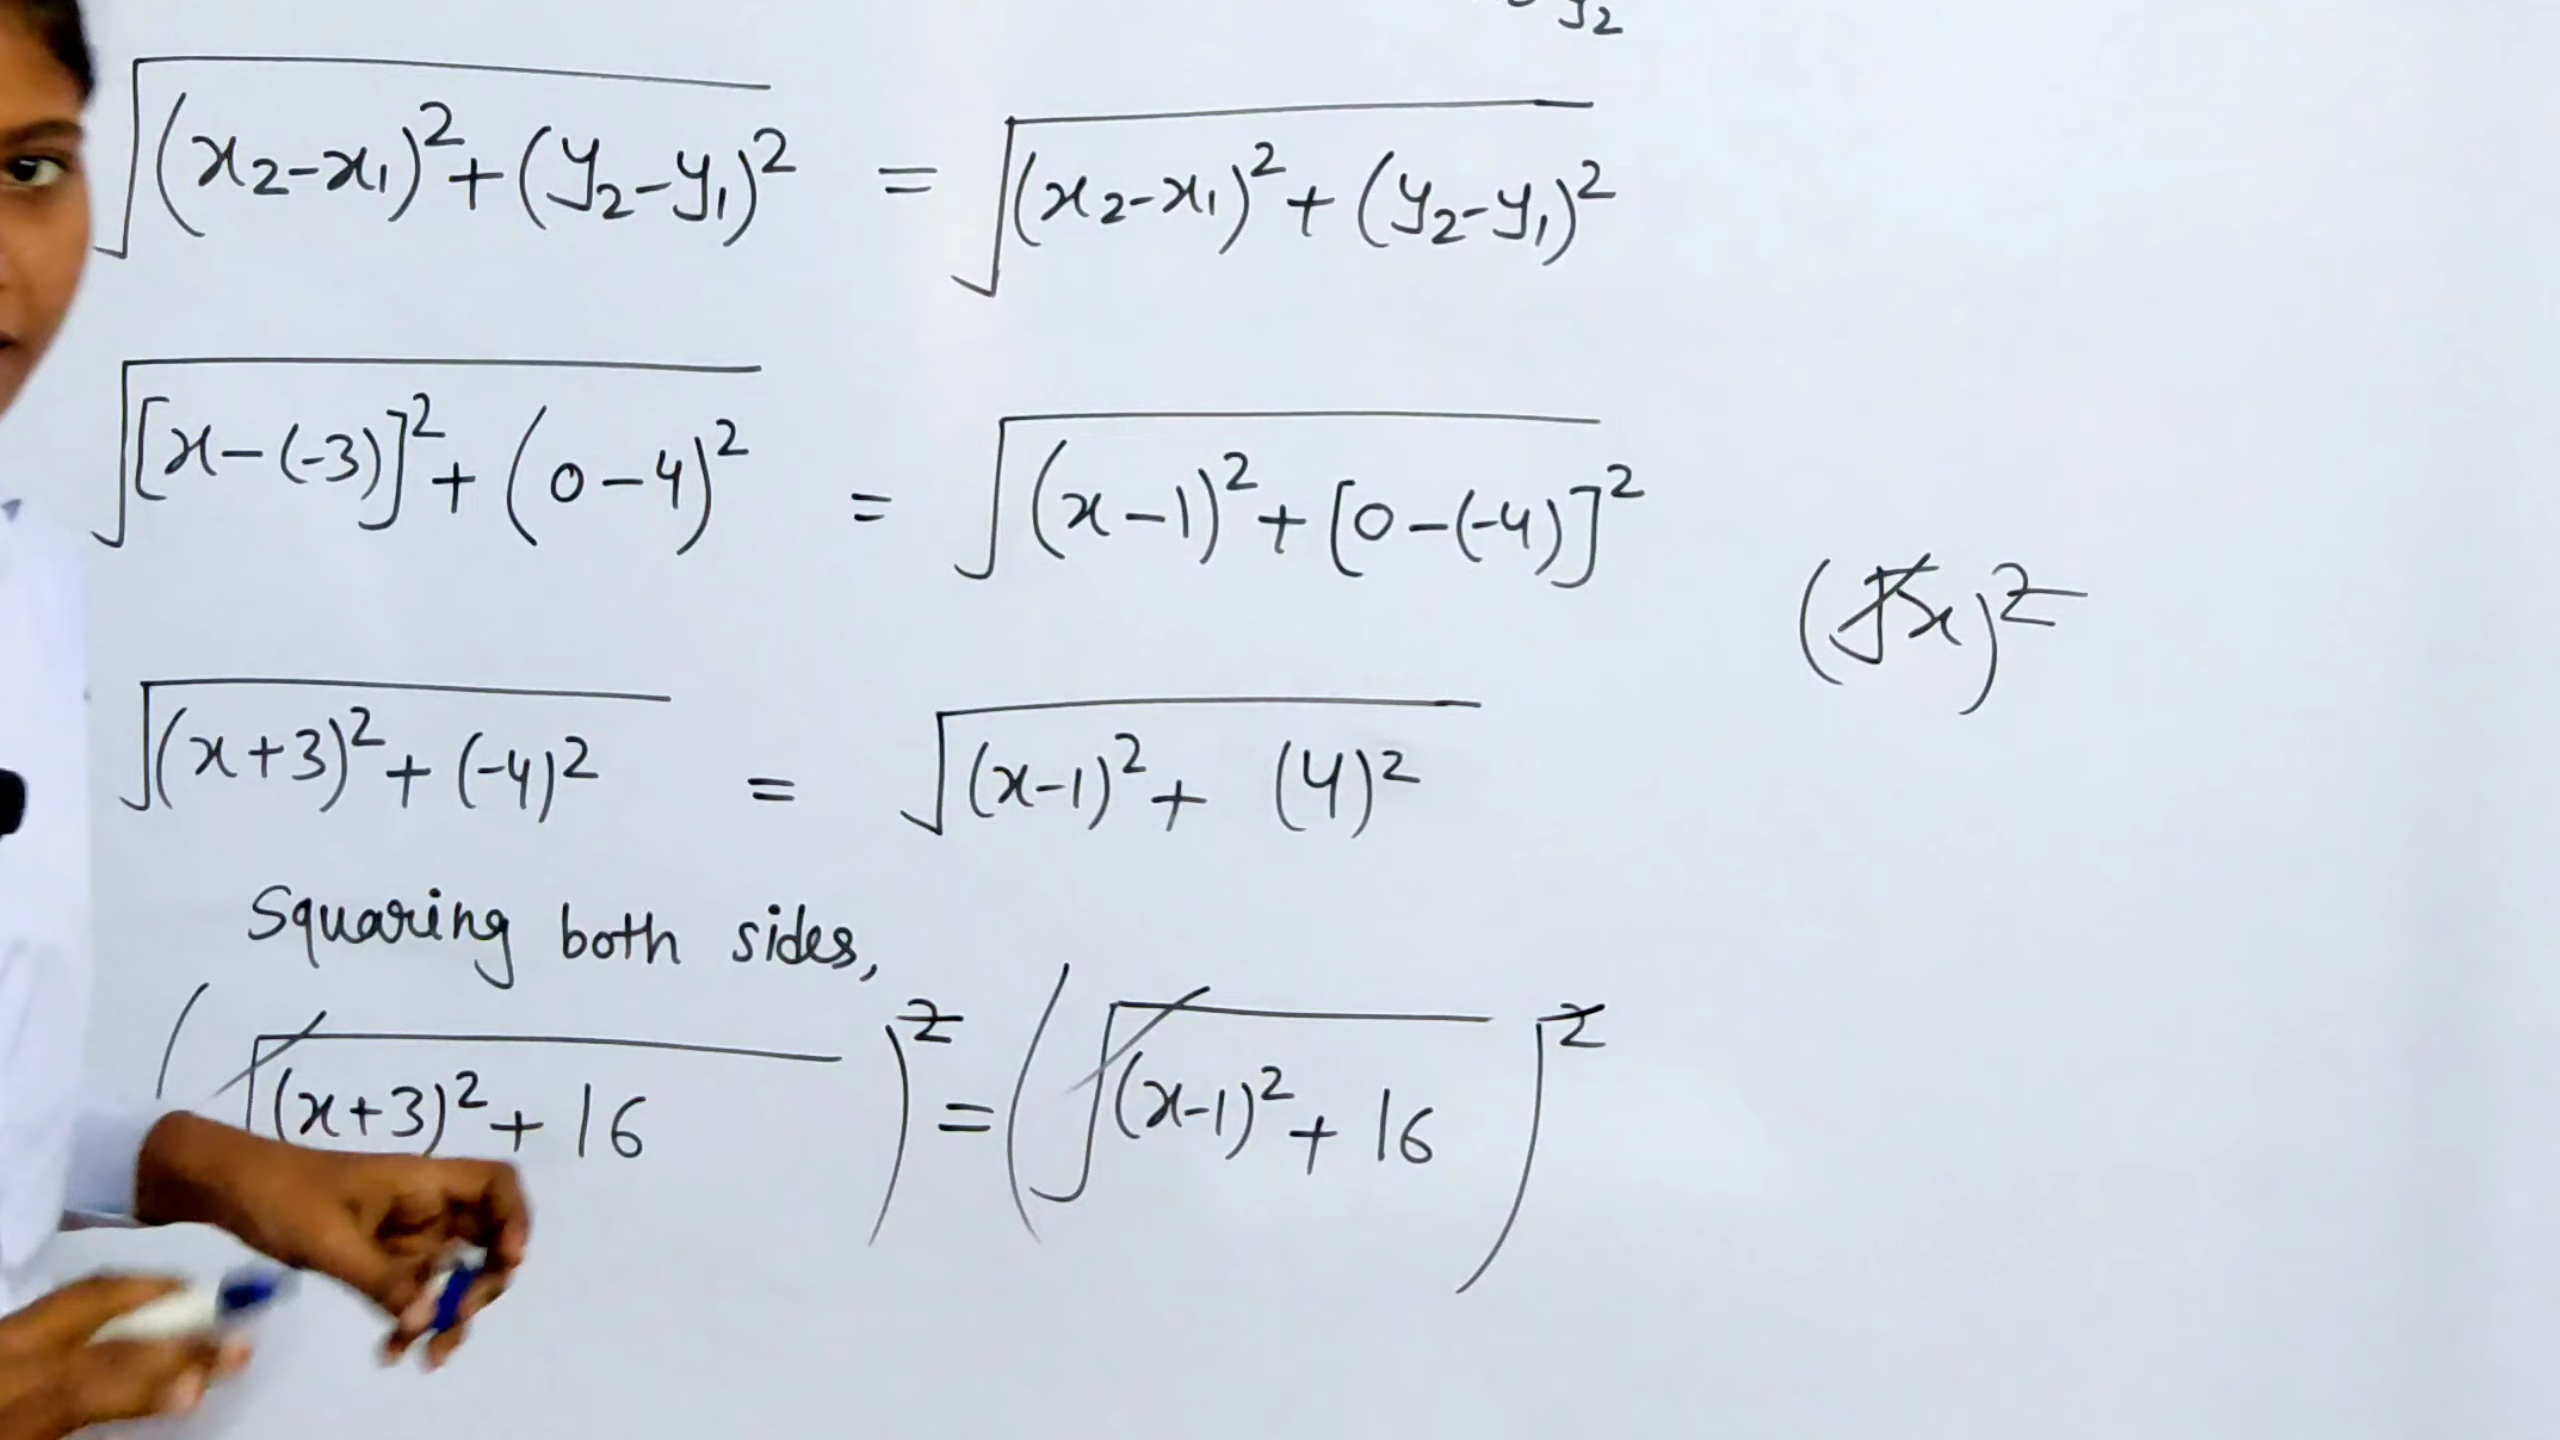 y₂
√((x₂-x₁)²+(y₂-y₁)²) = √((x₂-x₁)²+(y₂-y₁)²)
√([x-(-3)]²+(0-4)²) = √((x-1)²+[0-(-4)]²)
(√x)²
√((x+3)²+(-4)²) = √((x-1)²+(4)²)
Squaring both sides,
(√((x+3)²+16))² = (√((x-1)²+16))²